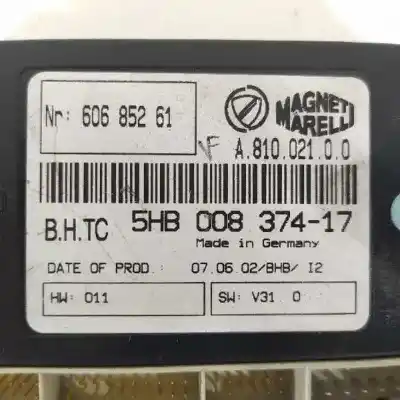 Nr: 606 852 61
MAGNETI
MARELLI
F A.810.021.0.0
B.H.TC 5HB 008 374-17
Made in Germany
DATE OF PROD.: 07.06.02/BHB/ I2
HW: 011
SW: V31.0